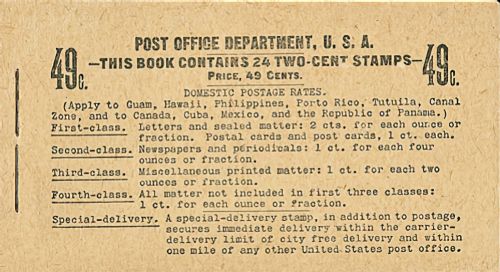 POST OFFICE DEPARTMENT, U. S. A.
49c. —THIS BOOK CONTAINS 24 TWO-CENT STAMPS— 49c.
PRICE, 49 CENTS.
DOMESTIC POSTAGE RATES.
(Apply to Guam, Hawaii, Philippines, Porto Rico, Tutuila, Canal
Zone, and to Canada, Cuba, Mexico, and the Republic of Panama.)
First-class. Letters and sealed matter: 2 cts. for each ounce or
fraction. Postal cards and post cards, 1 ct. each.
Second-class. Newspapers and periodicals: 1 ct. for each four
ounces or fraction.
Third-class. Miscellaneous printed matter: 1 ct. for each two
ounces or fraction.
Fourth-class. All matter not included in first three classes:
1 ct. for each ounce or fraction.
Special-delivery. A special-delivery stamp, in addition to postage,
secures immediate delivery within the carrier-
delivery limit of city free delivery and within
one mile of any other United States post office.